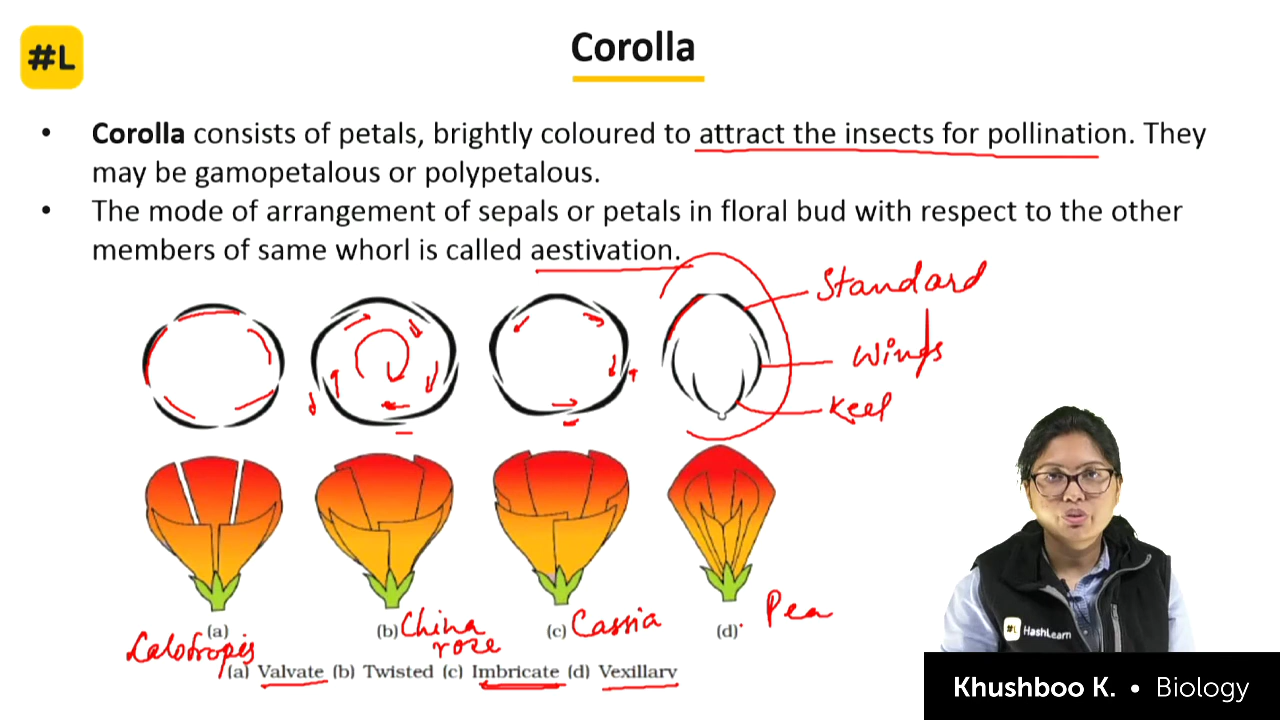 #L
Corolla
• Corolla consists of petals, brightly coloured to attract the insects for pollination. They
may be gamopetalous or polypetalous.
• The mode of arrangement of sepals or petals in floral bud with respect to the other
members of same whorl is called aestivation.
Standard
Wings
Keel
(a)
Calotropis
(b) China
rose
(c) Cassia
(d) Pea
(a) Valvate (b) Twisted (c) Imbricate (d) Vexillary
#L HashLearn
Khushboo K. • Biology